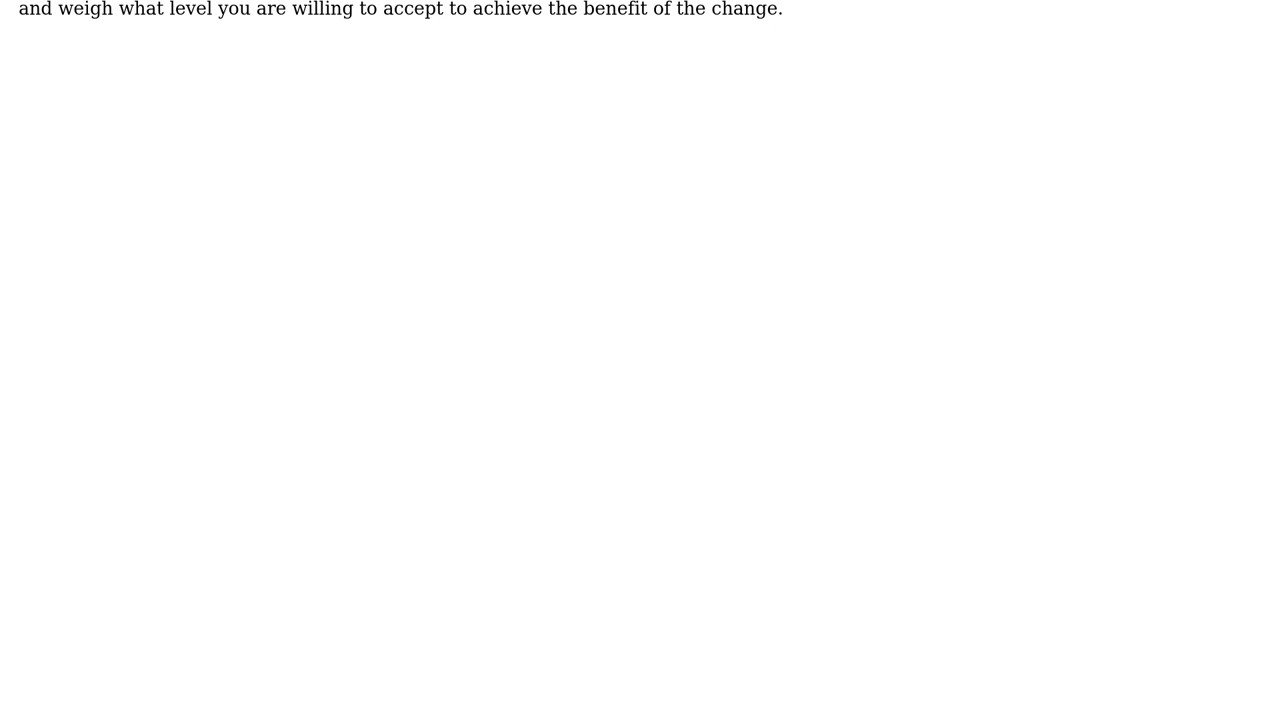 and weigh what level you are willing to accept to achieve the benefit of the change.